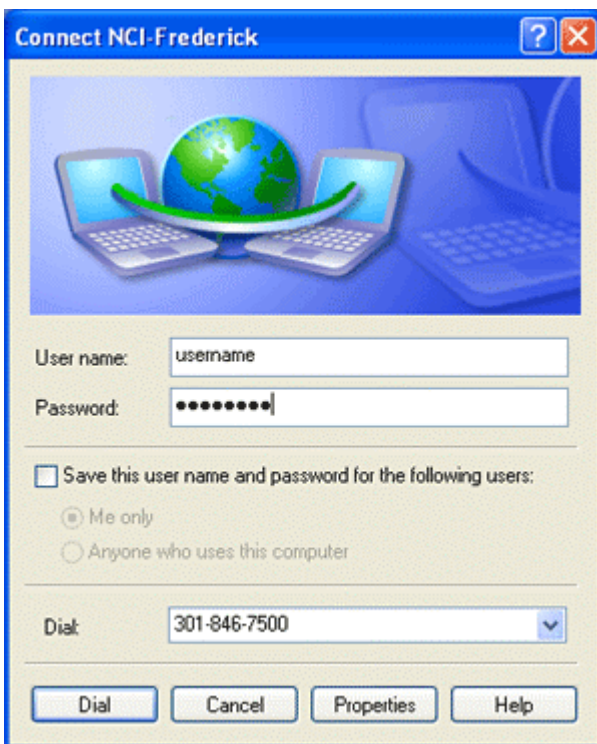 Connect NCI-Frederick
User name: username
Password: ●●●●●●●●
Save this user name and password for the following users:
Me only
Anyone who uses this computer
Dial: 301-846-7500
Dial Cancel Properties Help